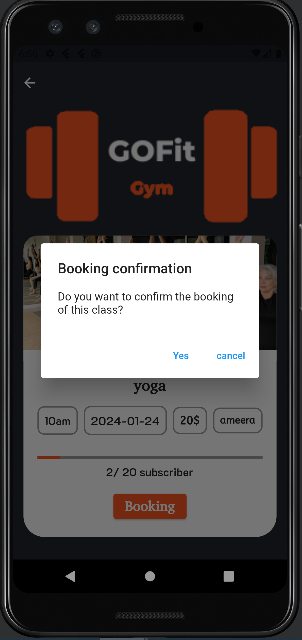 GOFit
Gym
Booking confirmation
Do you want to confirm the booking
of this class?
Yes cancel
yoga
10am 2024-01-24 20$ ameera
2/ 20 subscriber
Booking